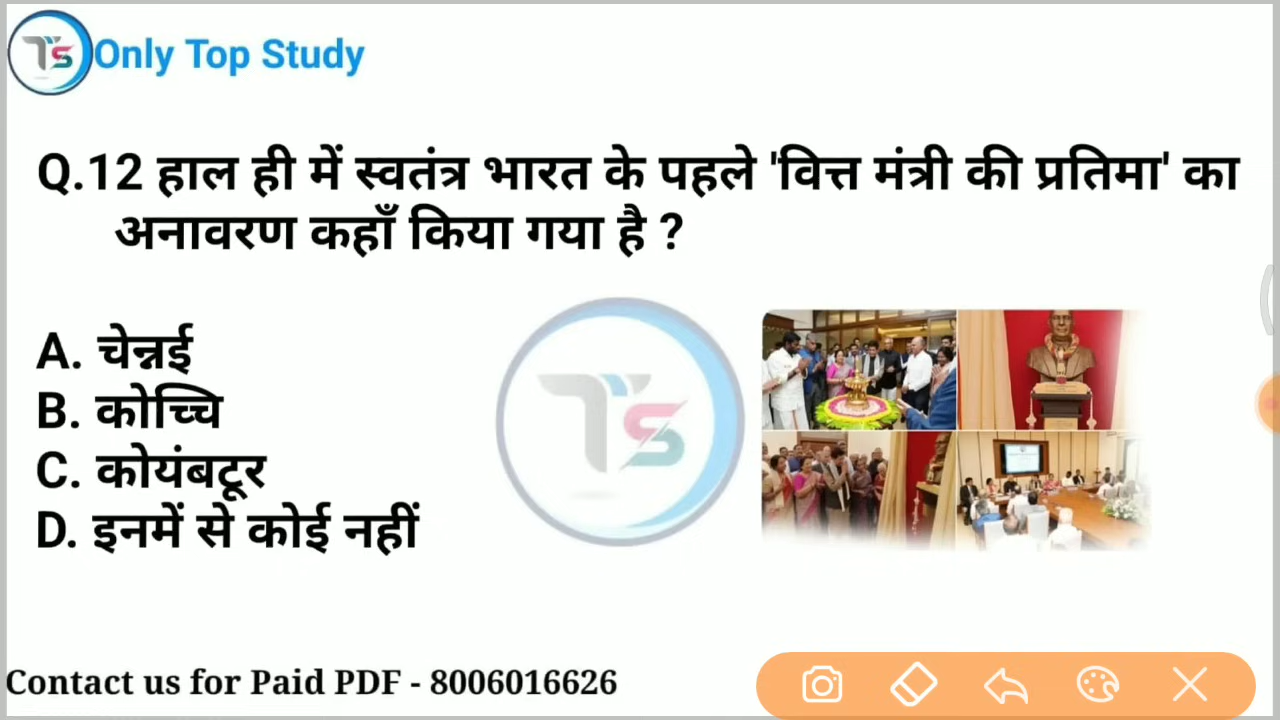 Only Top Study
Q.12 हाल ही में स्वतंत्र भारत के पहले 'वित्त मंत्री की प्रतिमा' का
अनावरण कहाँ किया गया है ?
A. चेन्नई
B. कोच्चि
C. कोयंबटूर
D. इनमें से कोई नहीं
TS
Contact us for Paid PDF - 8006016626